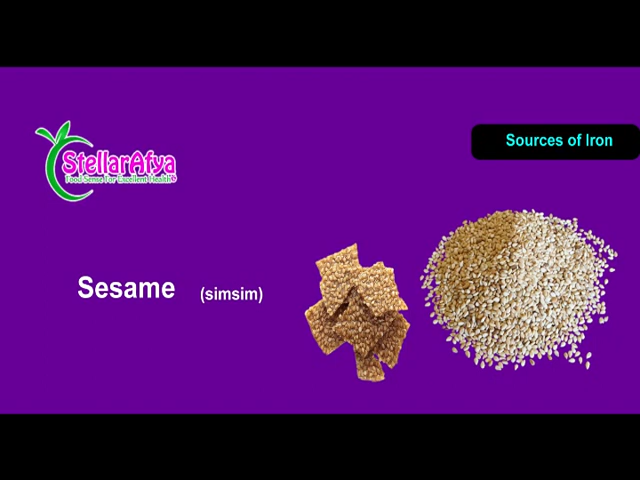 StellarAfya
Food Sense For Excellent Health
Sources of Iron
Sesame (simsim)